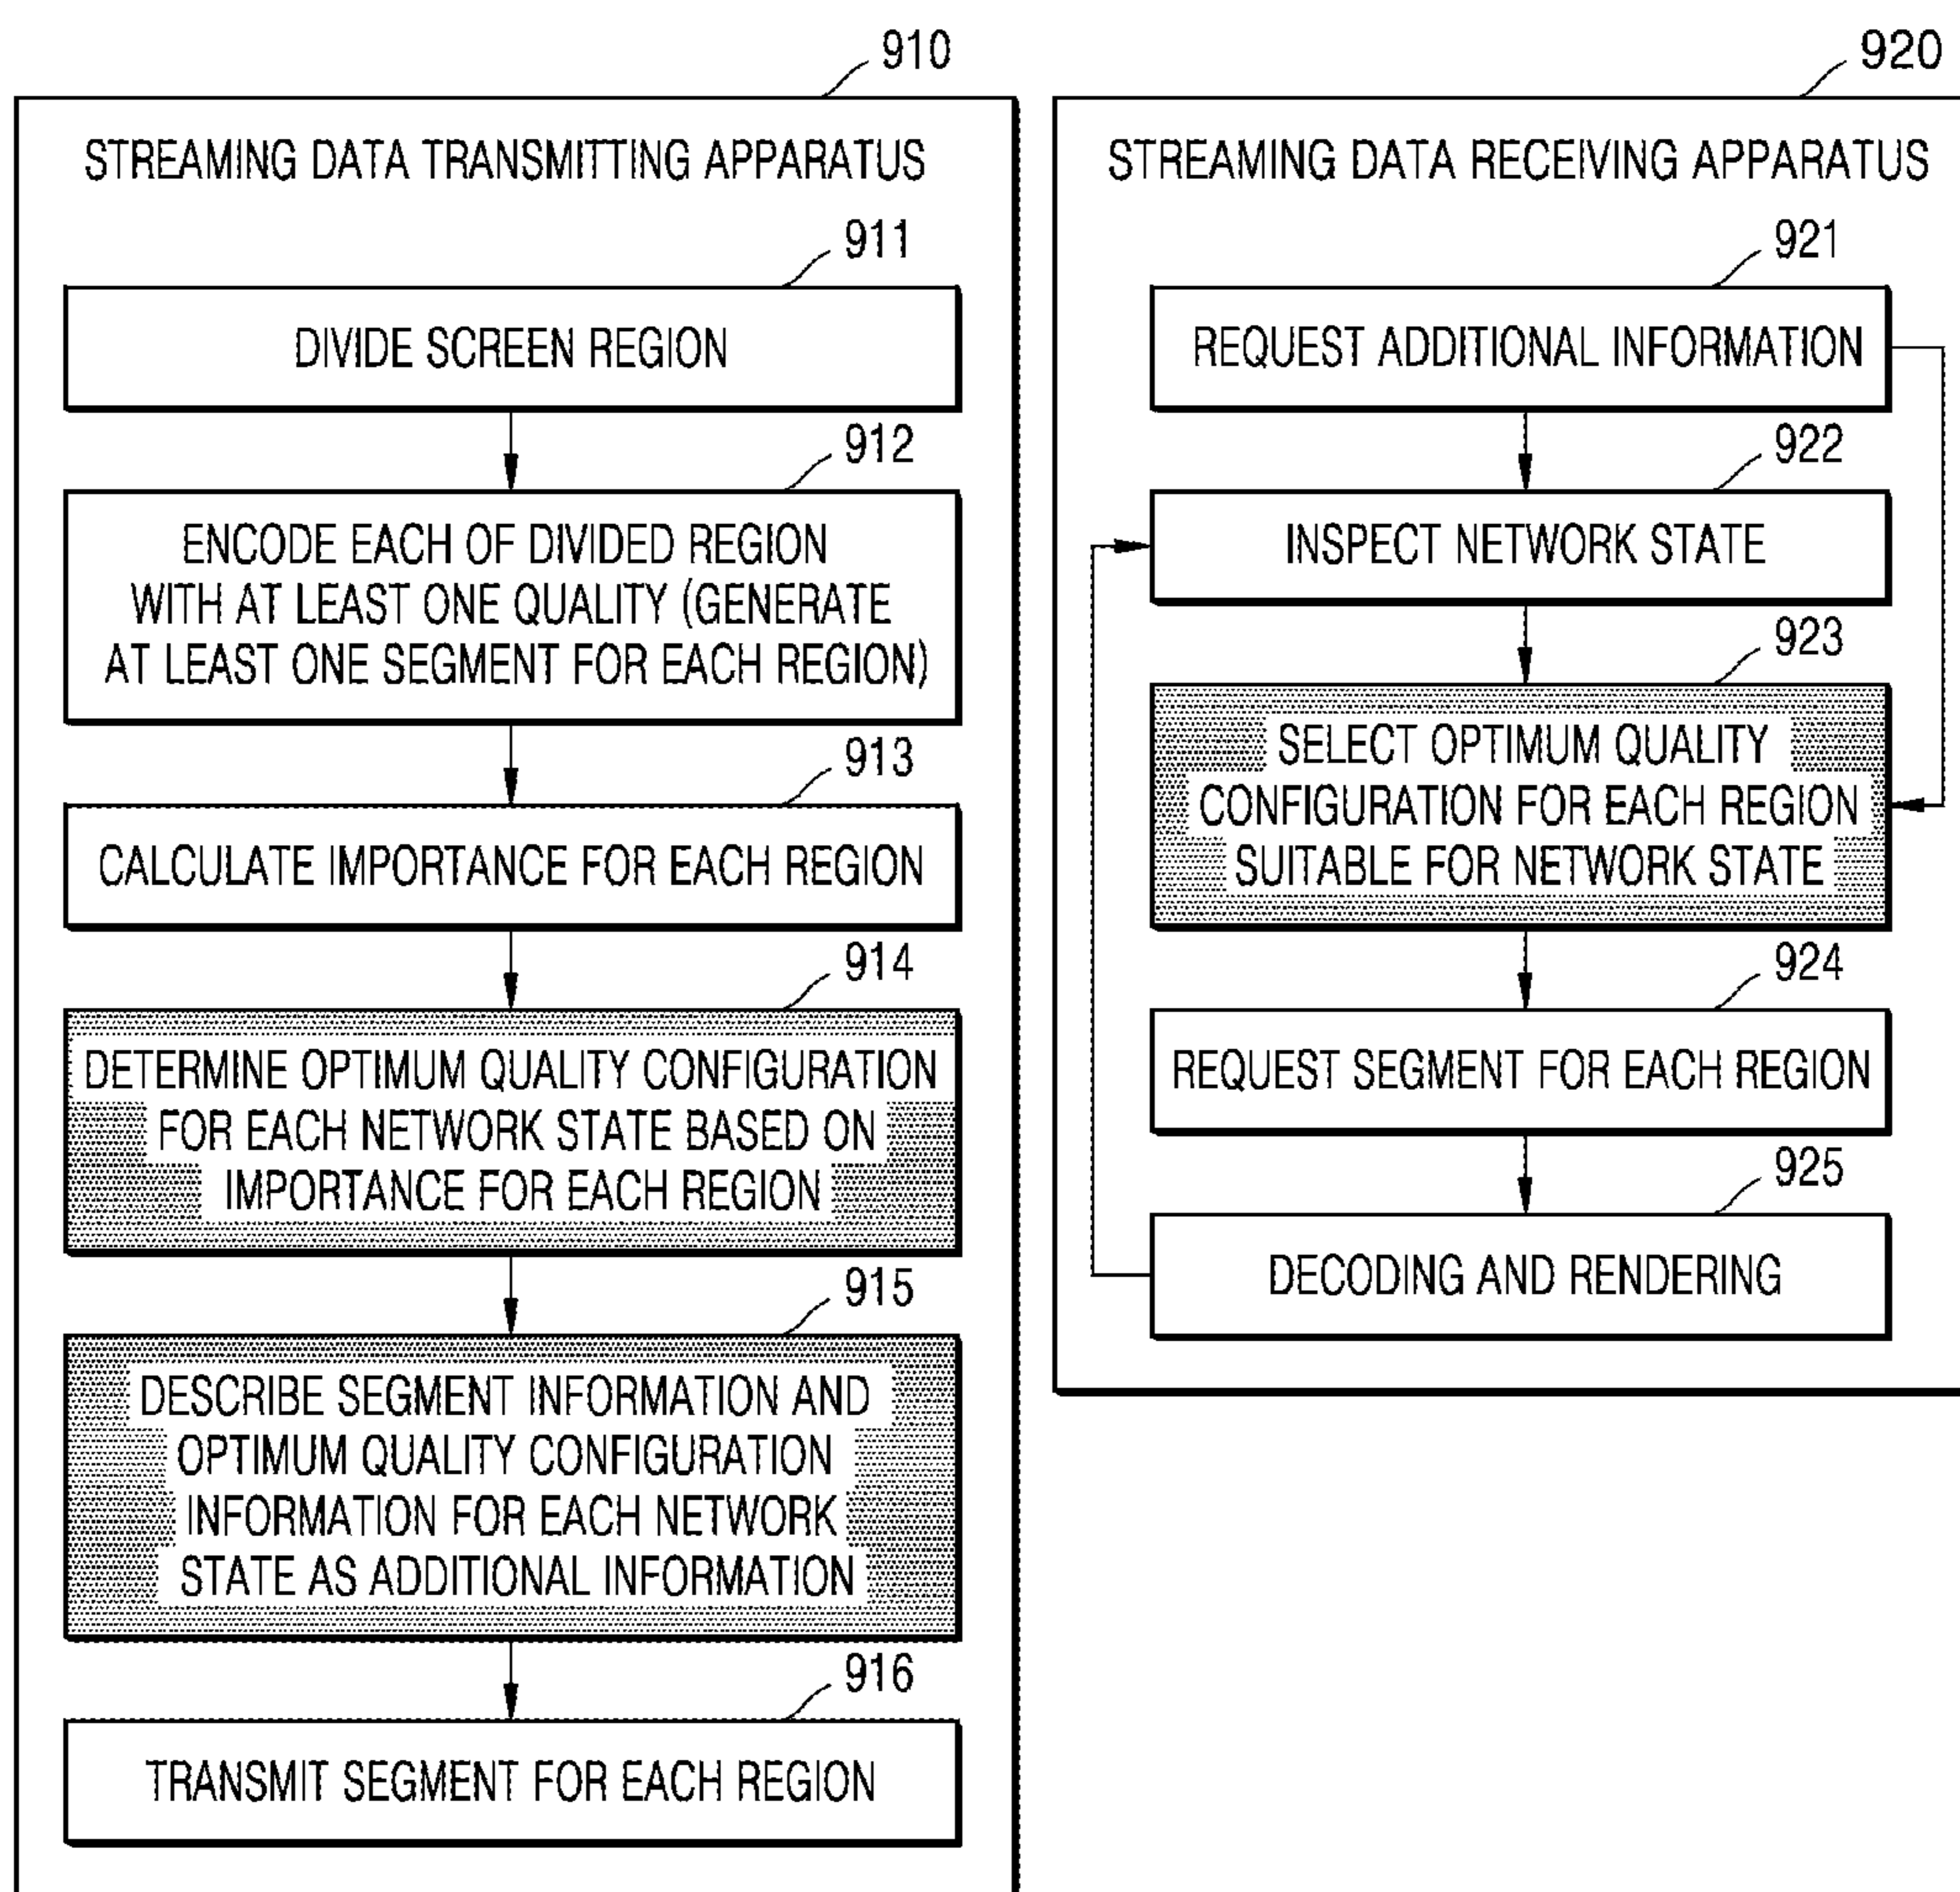 910
STREAMING DATA TRANSMITTING APPARATUS
911
DIVIDE SCREEN REGION
912
ENCODE EACH OF DIVIDED REGION
WITH AT LEAST ONE QUALITY (GENERATE
AT LEAST ONE SEGMENT FOR EACH REGION)
913
CALCULATE IMPORTANCE FOR EACH REGION
914
DETERMINE OPTIMUM QUALITY CONFIGURATION
FOR EACH NETWORK STATE BASED ON
IMPORTANCE FOR EACH REGION
915
DESCRIBE SEGMENT INFORMATION AND
OPTIMUM QUALITY CONFIGURATION
INFORMATION FOR EACH NETWORK
STATE AS ADDITIONAL INFORMATION
916
TRANSMIT SEGMENT FOR EACH REGION
920
STREAMING DATA RECEIVING APPARATUS
921
REQUEST ADDITIONAL INFORMATION
922
INSPECT NETWORK STATE
923
SELECT OPTIMUM QUALITY
CONFIGURATION FOR EACH REGION
SUITABLE FOR NETWORK STATE
924
REQUEST SEGMENT FOR EACH REGION
925
DECODING AND RENDERING